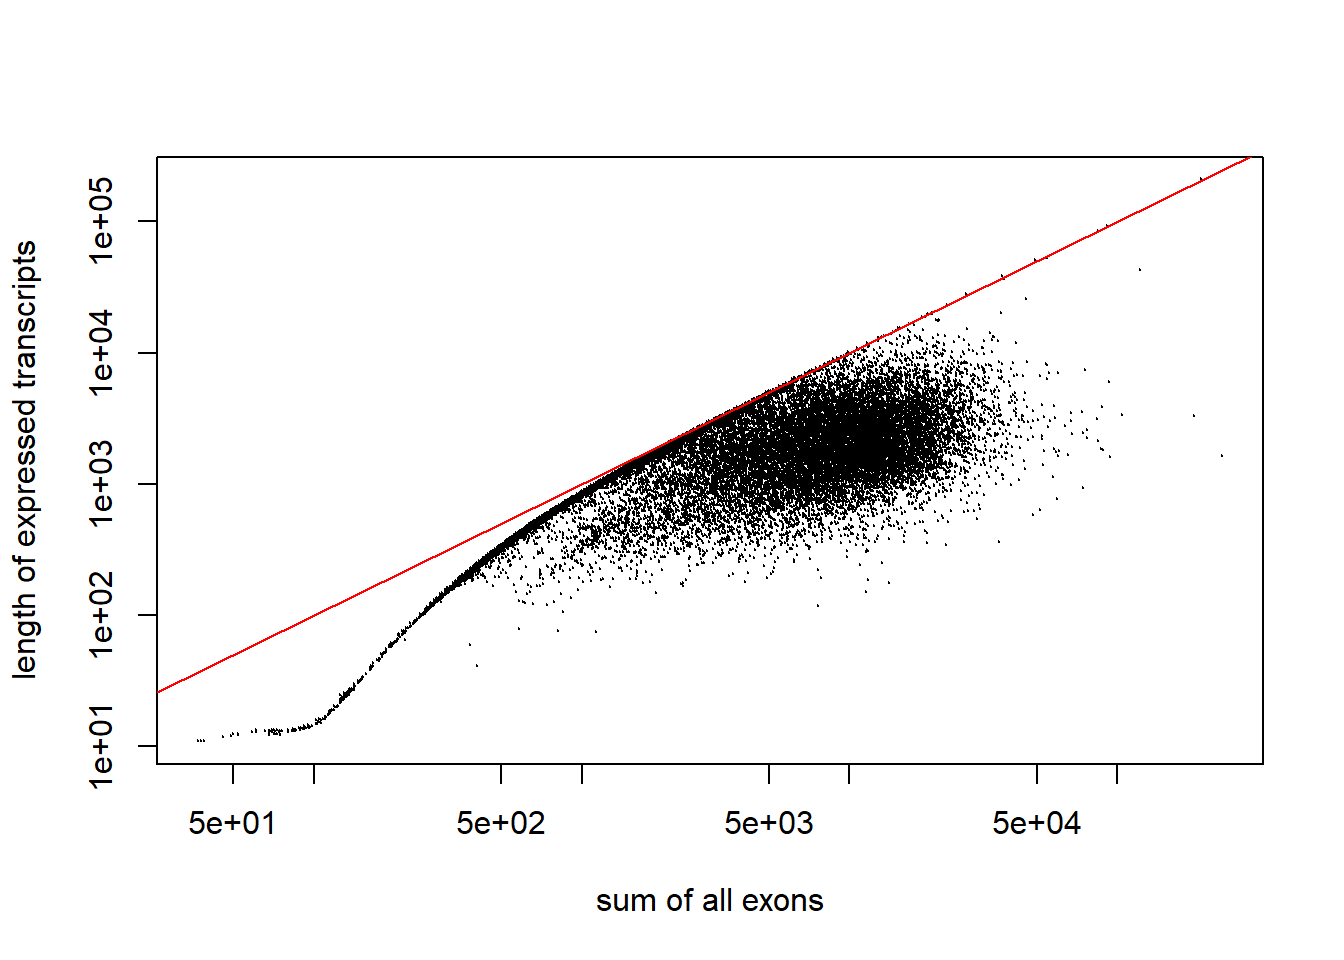 length of expressed transcripts
1e+05
1e+04
1e+03
1e+02
1e+01
5e+01 5e+02 5e+03 5e+04
sum of all exons